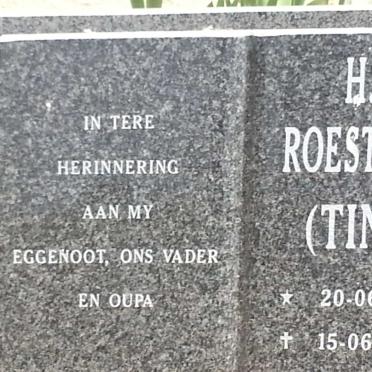 IN TERE
HERINNERING
AAN MY
EGGENOOT, ONS VADER
EN OUPA
H.
ROEST
(TIN
★ 20-06
✝ 15-06